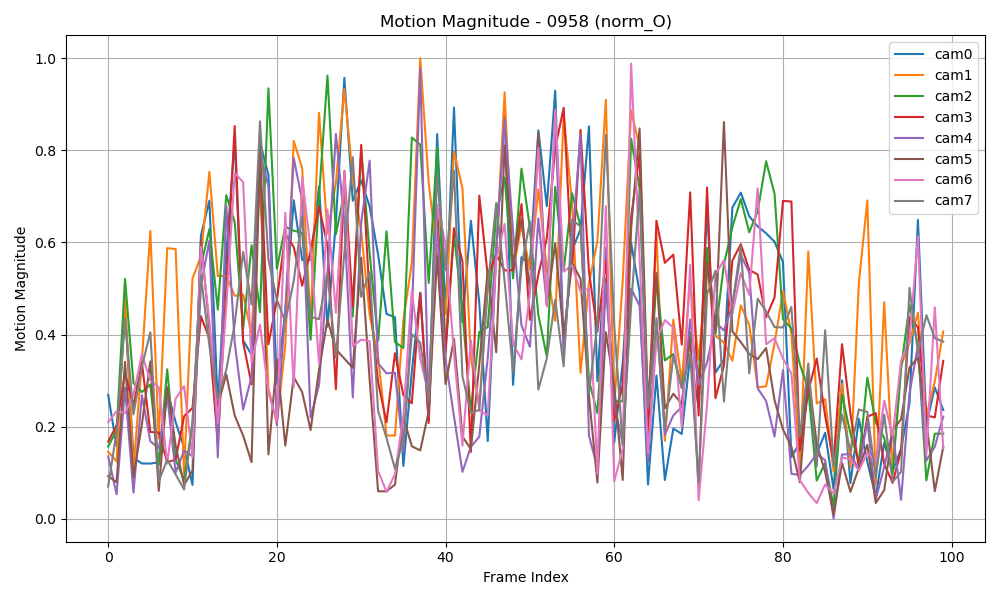 Motion Magnitude - 0958 (norm_O)
Motion Magnitude
1.0
0.8
0.6
0.4
0.2
0.0
0
20
40
60
80
100
Frame Index
cam0
cam1
cam2
cam3
cam4
cam5
cam6
cam7